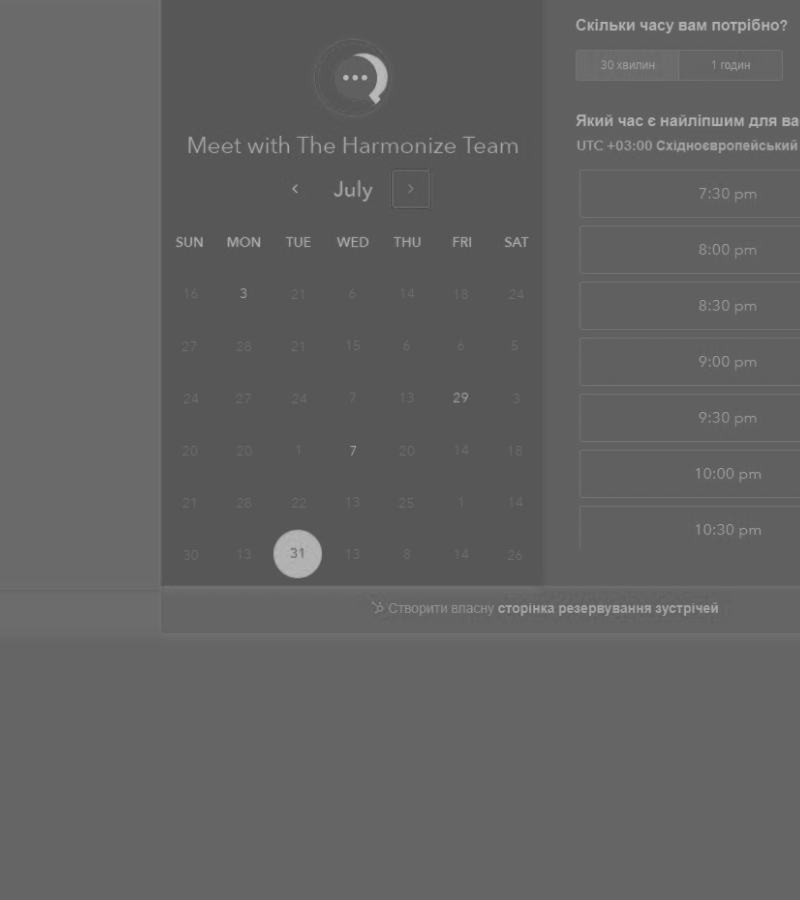 Meet with The Harmonize Team
July
SUN MON TUE WED THU FRI SAT
16 3 21 6 14 18 24
27 28 21 15 6 6 5
24 27 24 7 13 29 3
20 20 1 7 20 14 18
21 28 22 13 25 1 14
30 13 31 13 8 14 26
Скільки часу вам потрібно?
30 хвилин 1 годин
Який час є найліпшим для ва
UTC +03:00 Східноєвропейський
7:30 pm
8:00 pm
8:30 pm
9:00 pm
9:30 pm
10:00 pm
10:30 pm
Створити власну сторінка резервування зустрічей